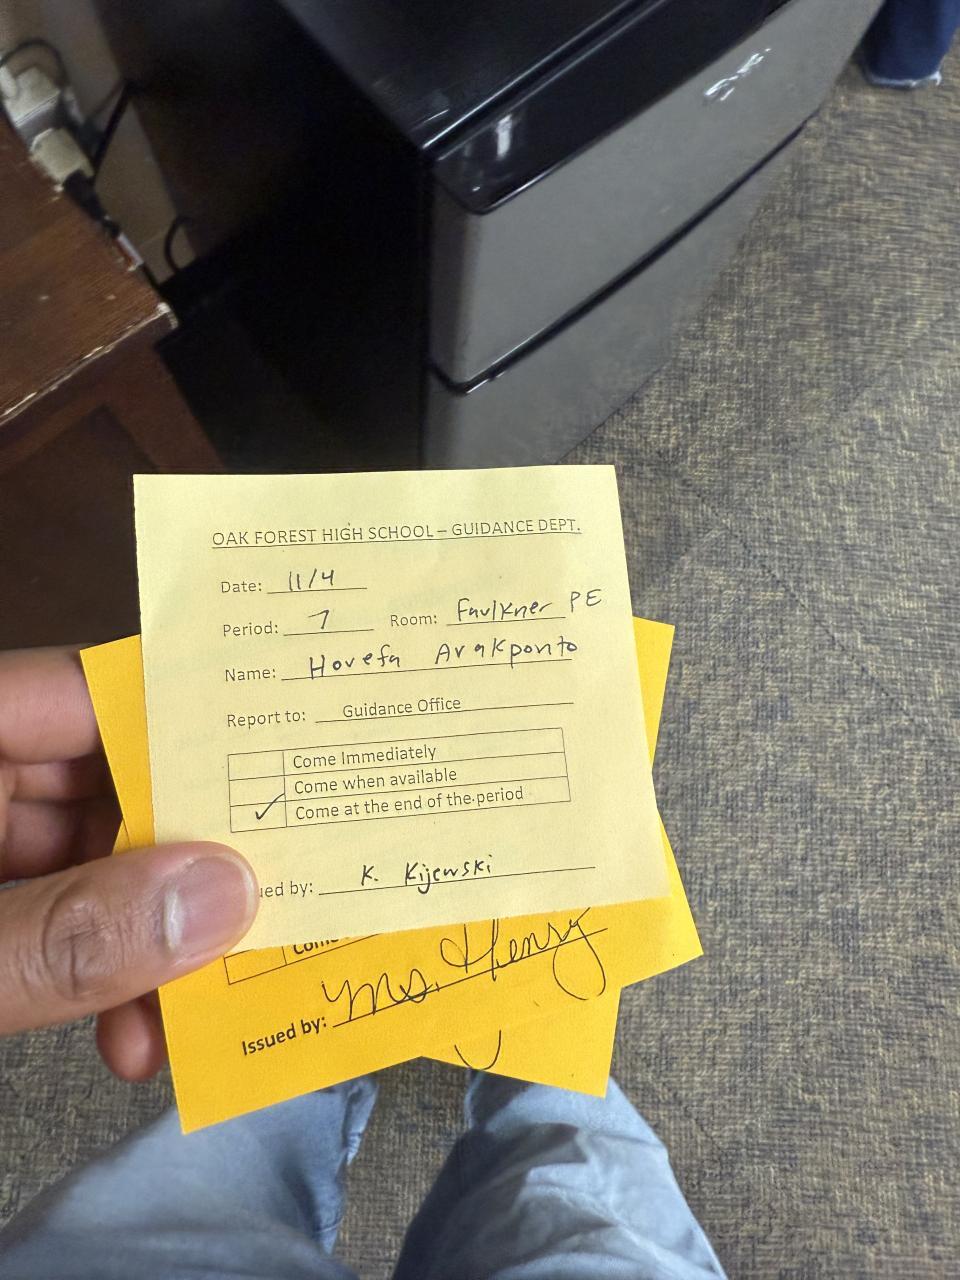 OAK FOREST HIGH SCHOOL – GUIDANCE DEPT.
Date: 11/4
Period: 7 Room: Faulkner PE
Name: Hovefa Arakponto
Report to: Guidance Office
Come Immediately
Come when available
✓ Come at the end of the period
ued by: K. Kijewski
Come
Issued by: Ms. Henry